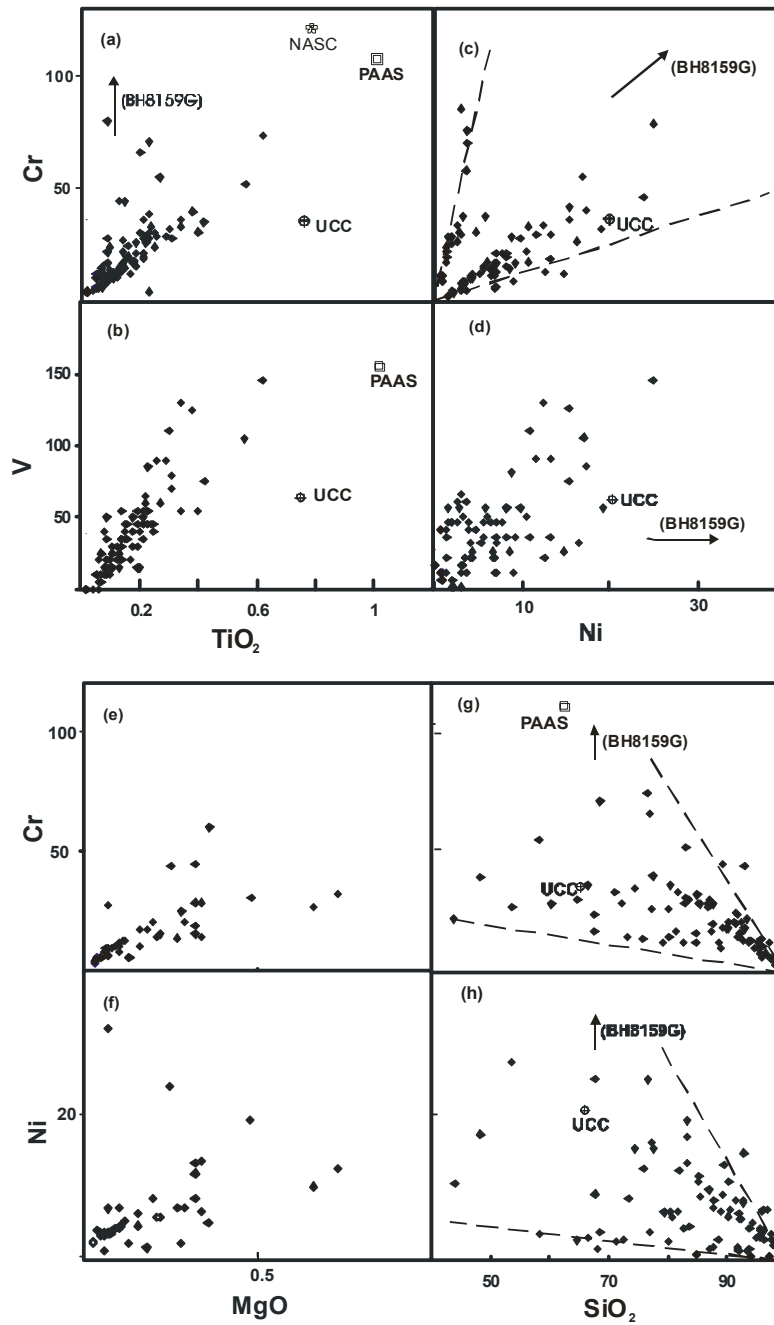 (a)
NASC
PAAS
100
(BH8159G)
Cr
50
UCC
(c)
(BH8159G)
UCC
(b)
150
PAAS
V
100
UCC
50
0
0.2
0.6
1
TiO2
(d)
UCC
(BH8159G)
10
30
Ni
(e)
100
Cr
50
(g)
PAAS
(BH8159G)
UCC
(f)
20
Ni
0.5
MgO
(h)
(BH8159G)
UCC
50
70
90
SiO2